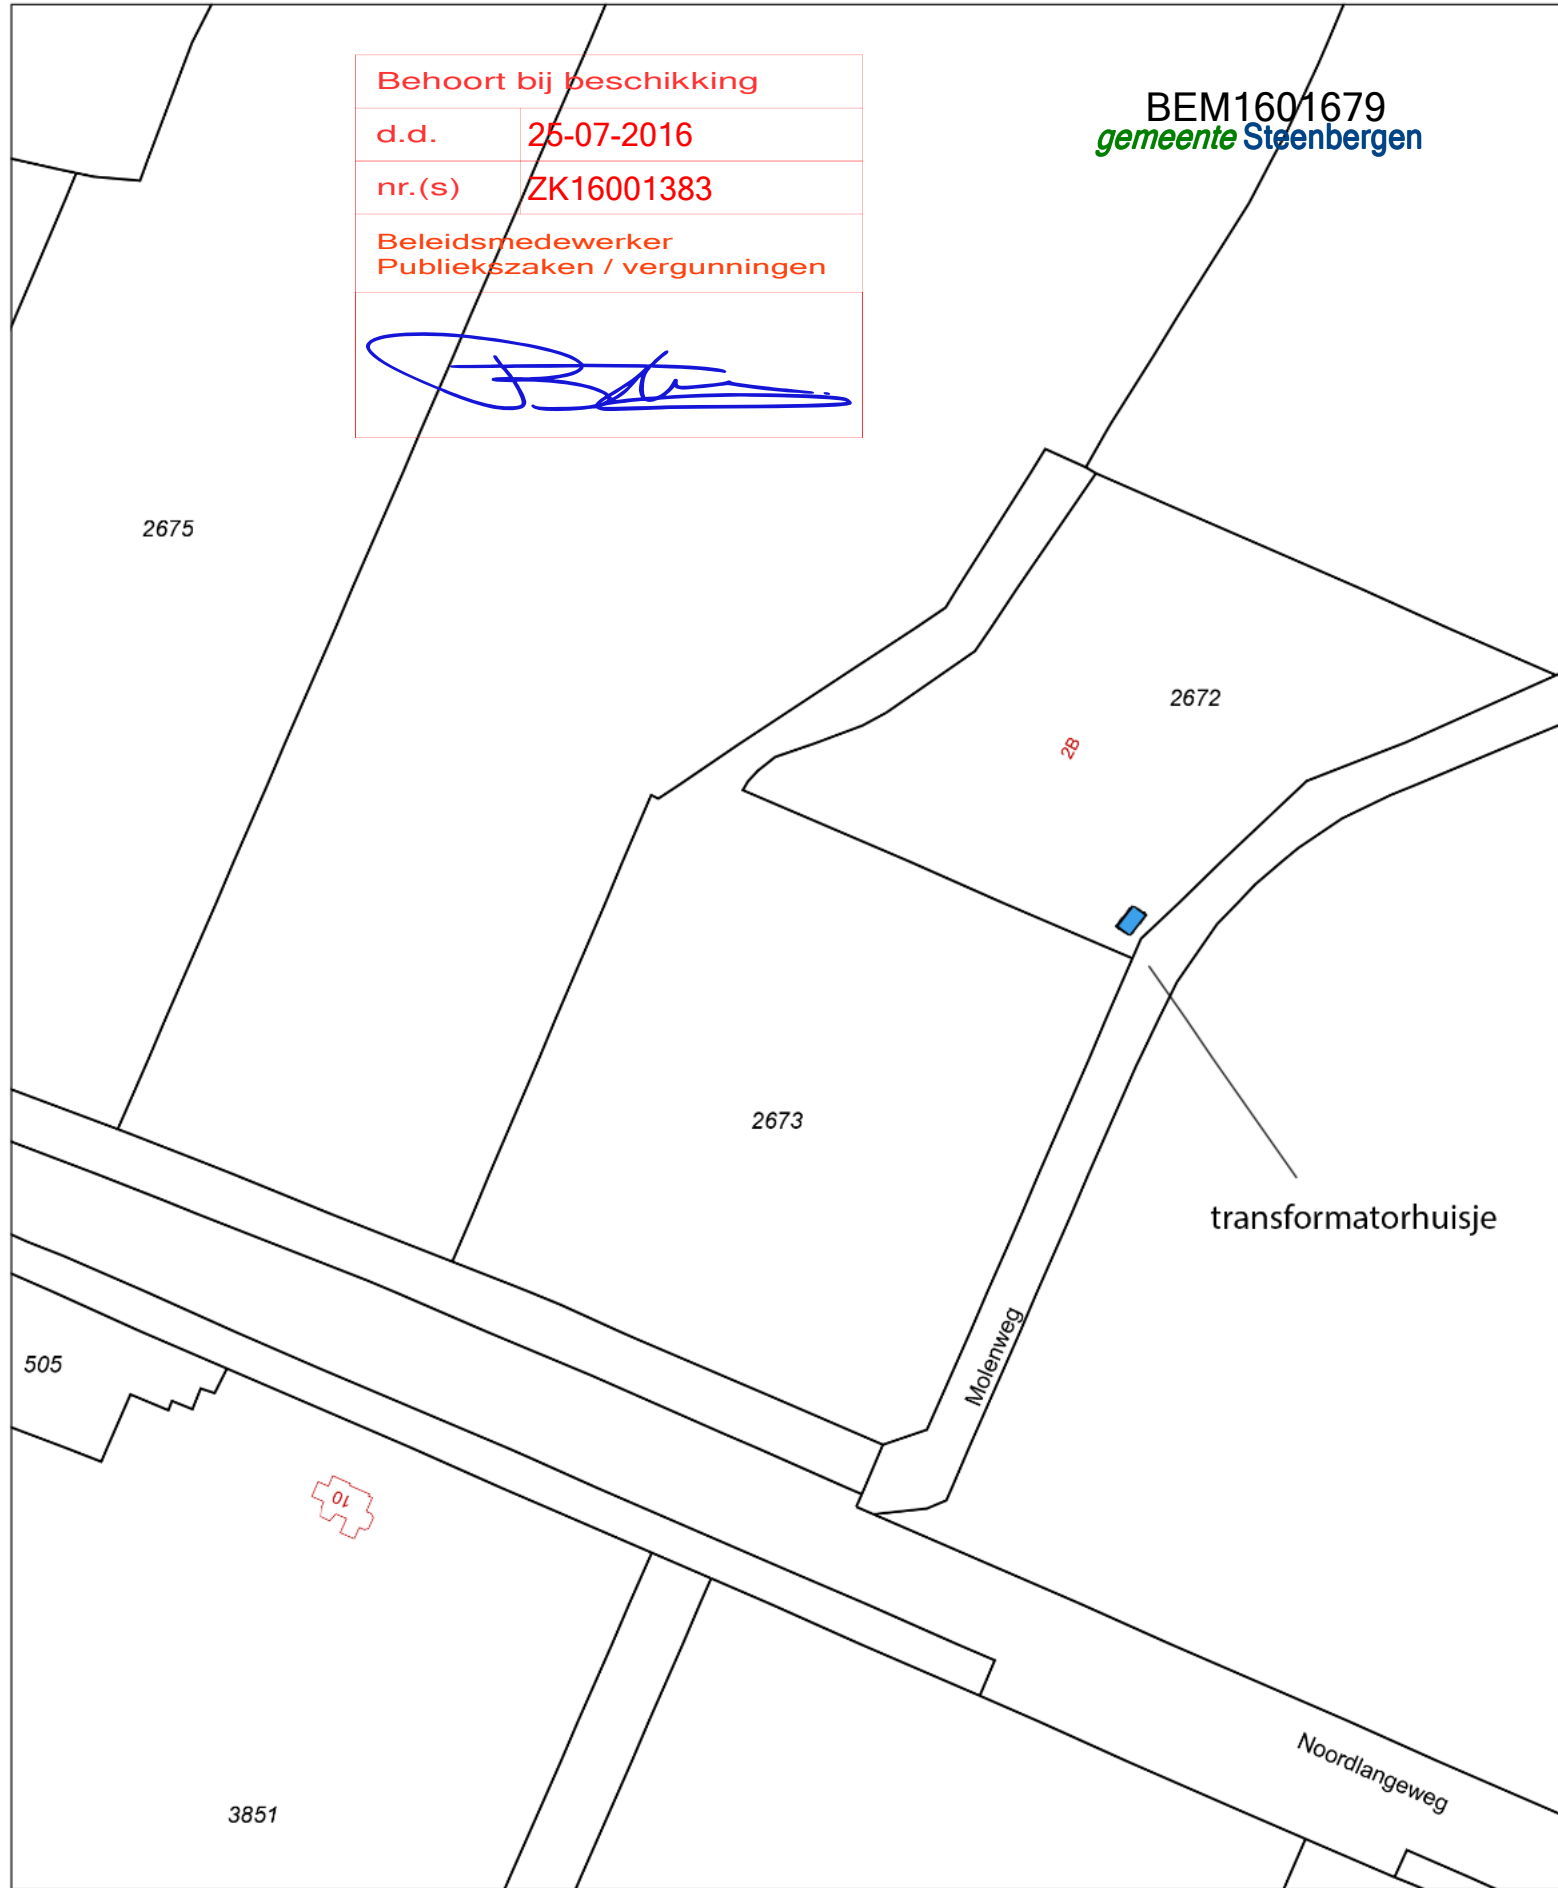 Behoort bij beschikking
d.d. 25-07-2016
nr.(s) ZK16001383
Beleidsmedewerker
Publiekszaken / vergunningen
BEM1601679
gemeente Steenbergen
2675
2672
2B
2673
transformatorhuisje
Molenweg
505
10
Noordlangeweg
3851